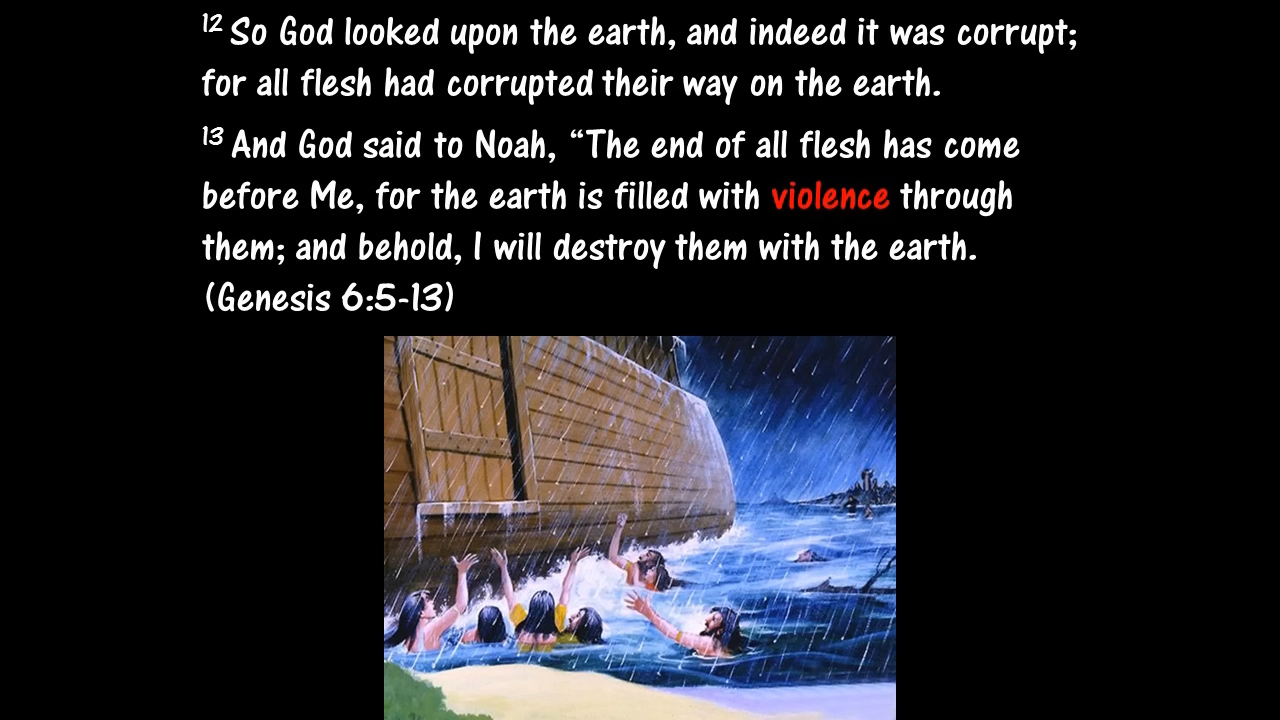 12 So God looked upon the earth, and indeed it was corrupt;
for all flesh had corrupted their way on the earth.
13 And God said to Noah, “The end of all flesh has come
before Me, for the earth is filled with violence through
them; and behold, I will destroy them with the earth.
(Genesis 6:5-13)